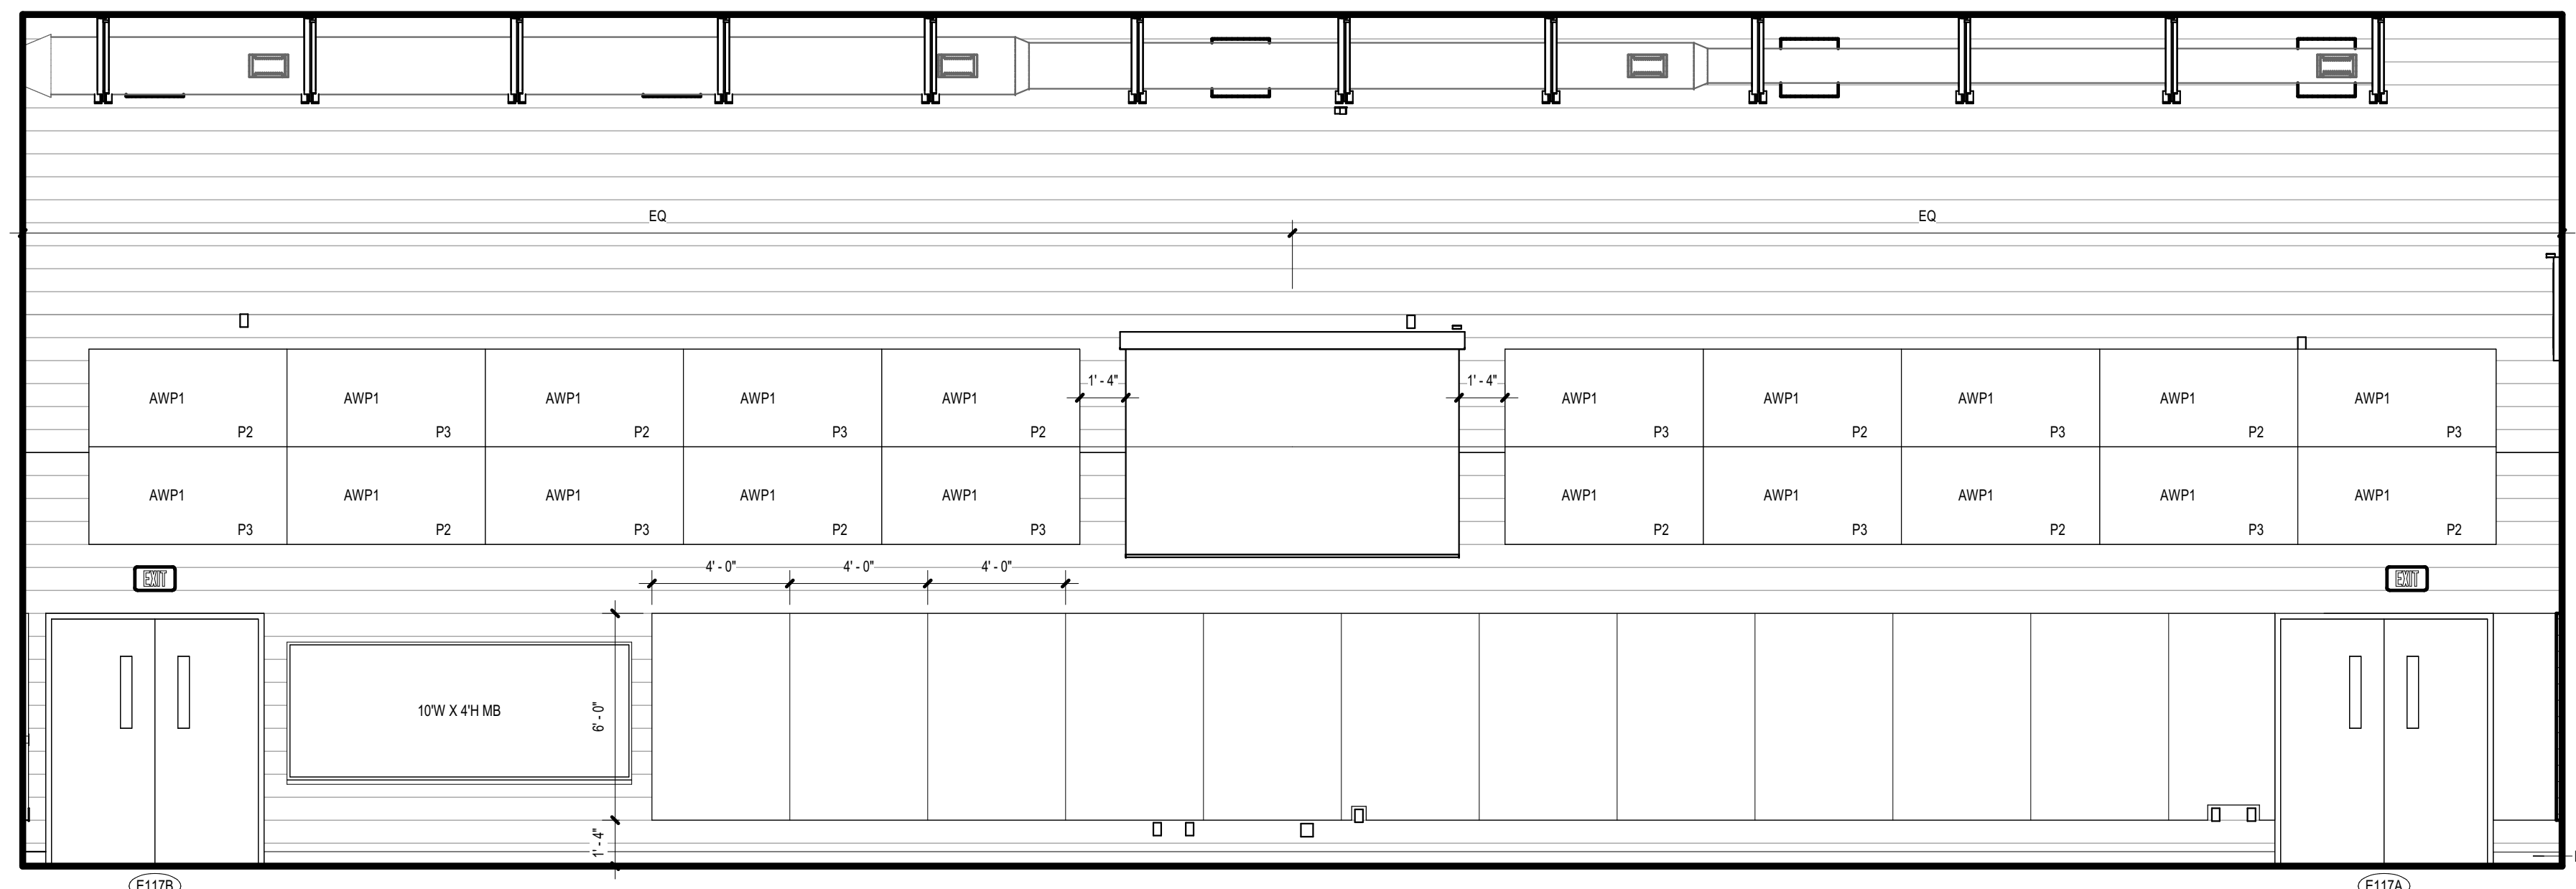 EQ EQ
1' - 4" 1' - 4"
AWP1 AWP1 AWP1 AWP1 AWP1 AWP1 AWP1 AWP1 AWP1 AWP1
P2 P3 P2 P3 P2 P3 P2 P3 P2 P3
AWP1 AWP1 AWP1 AWP1 AWP1 AWP1 AWP1 AWP1 AWP1 AWP1
P3 P2 P3 P2 P3 P2 P3 P2 P3 P2
4' - 0" 4' - 0" 4' - 0"
EXIT EXIT
10'W X 4'H MB
6' - 0"
1' - 4"
E117B E117A